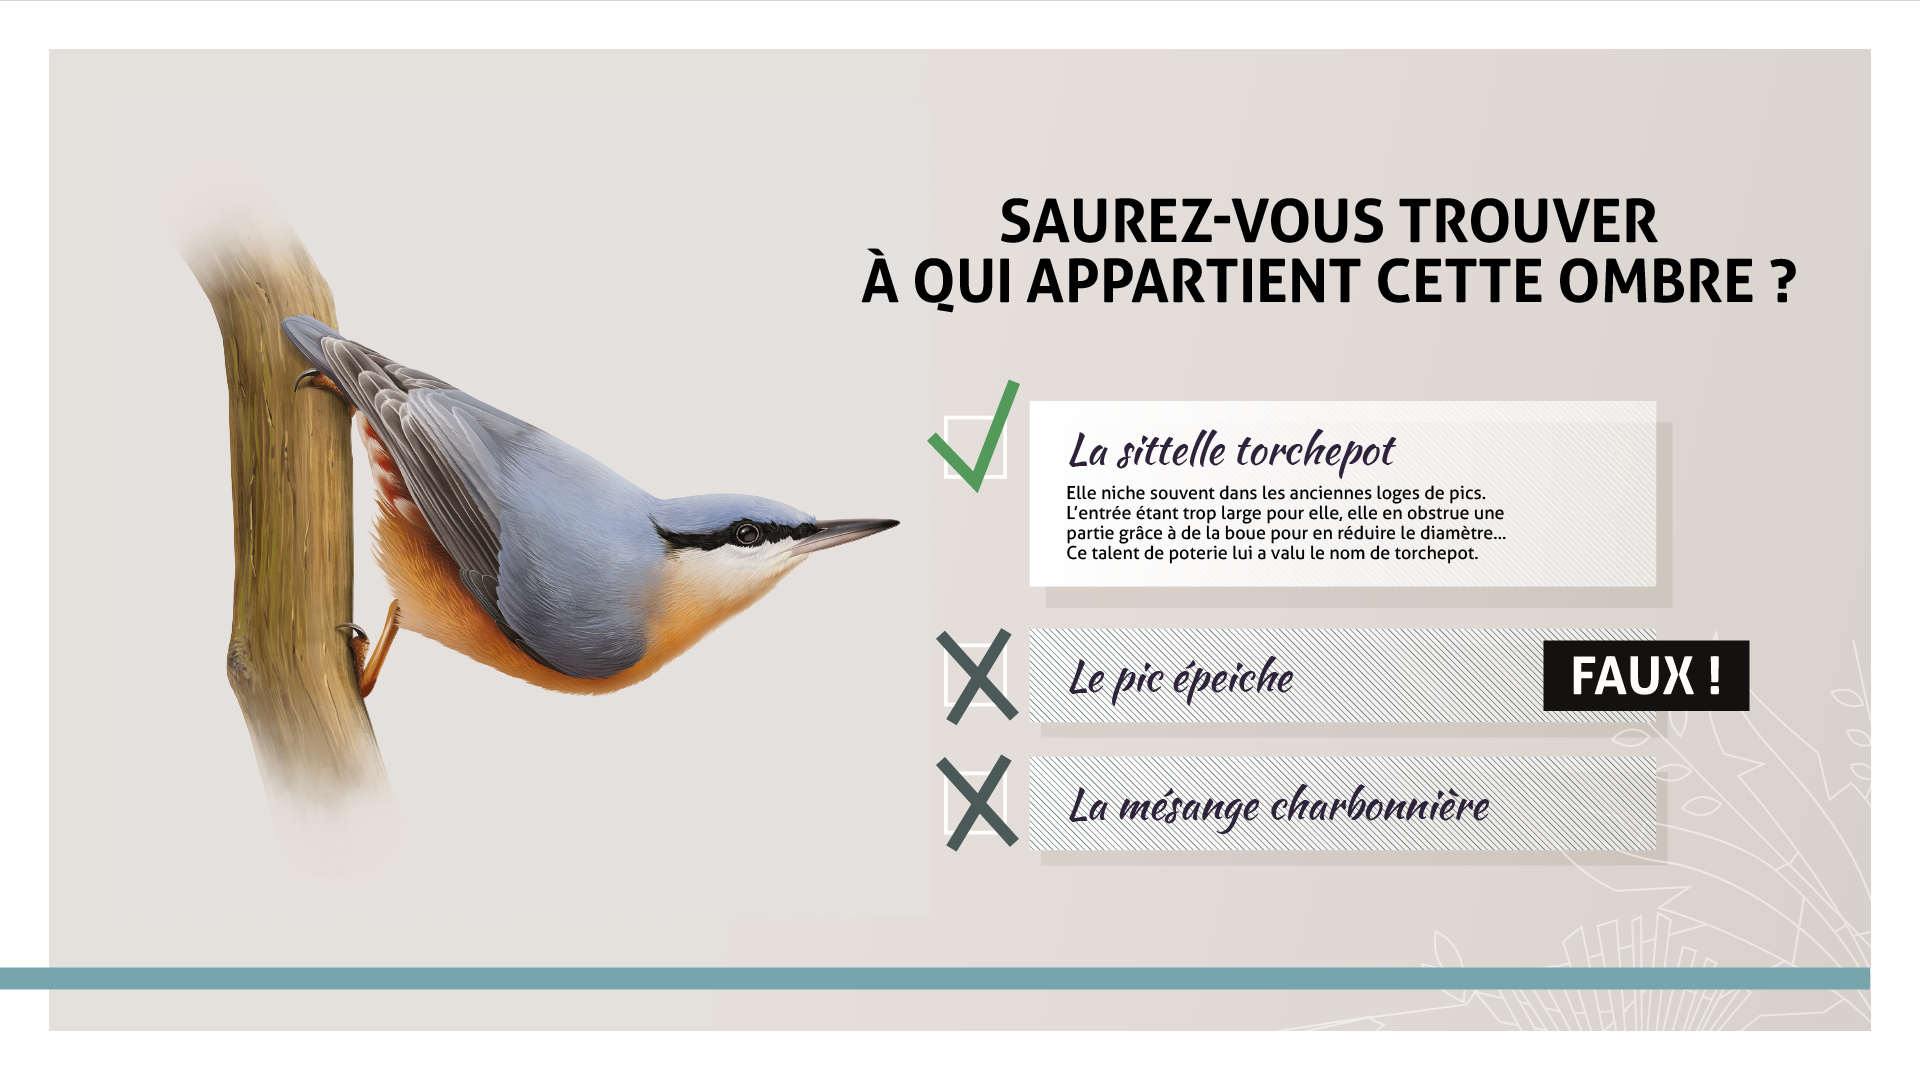 SAUREZ-VOUS TROUVER
À QUI APPARTIENT CETTE OMBRE ?
La sittelle torchepot
Elle niche souvent dans les anciennes loges de pics.
L'entrée étant trop large pour elle, elle en obstrue une
partie grâce à de la boue pour en réduire le diamètre...
Ce talent de poterie lui a valu le nom de torchepot.
Le pic épeiche
FAUX !
La mésange charbonnière